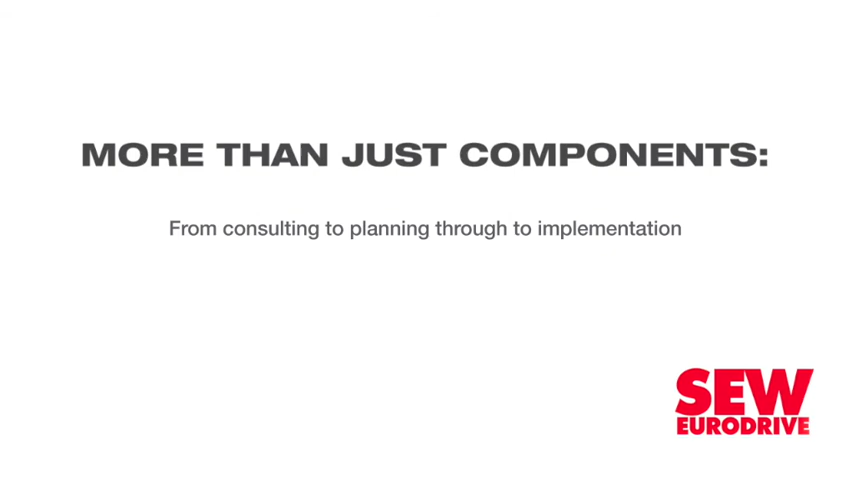 MORE THAN JUST COMPONENTS:
From consulting to planning through to implementation
SEW
EURODRIVE